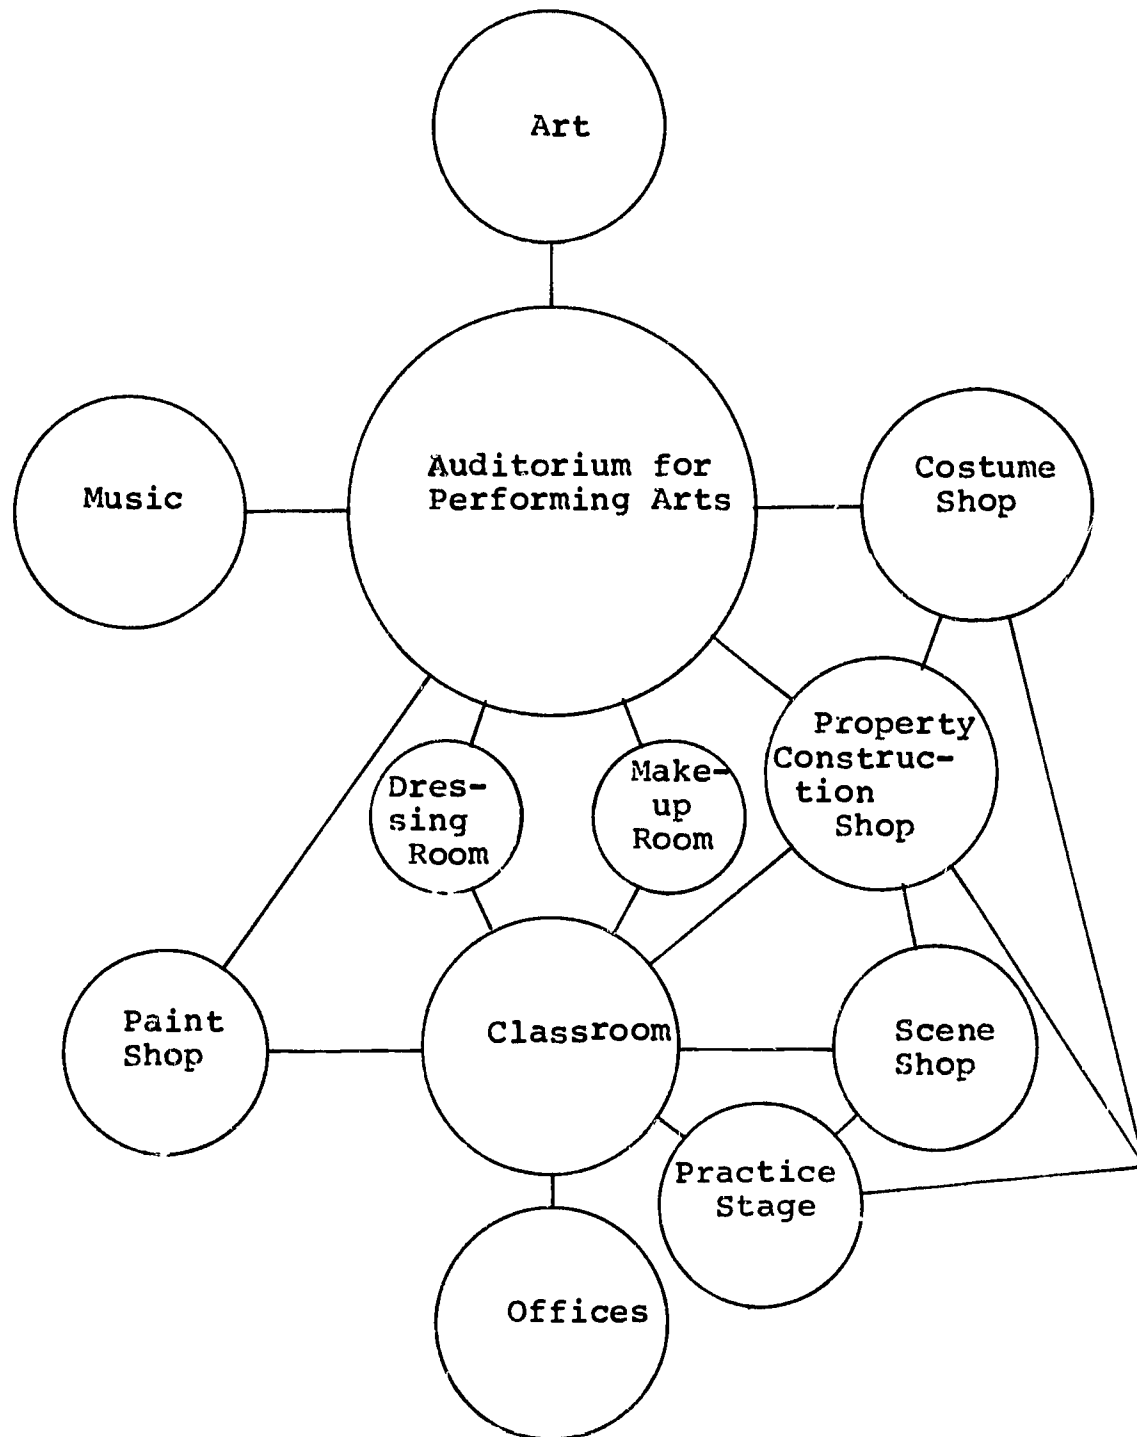 Art
Auditorium for
Performing Arts
Music
Costume
Shop
Property
Construc-
tion
Shop
Dres-
sing
Room
Make-
up
Room
Paint
Shop
Classroom
Scene
Shop
Practice
Stage
Offices